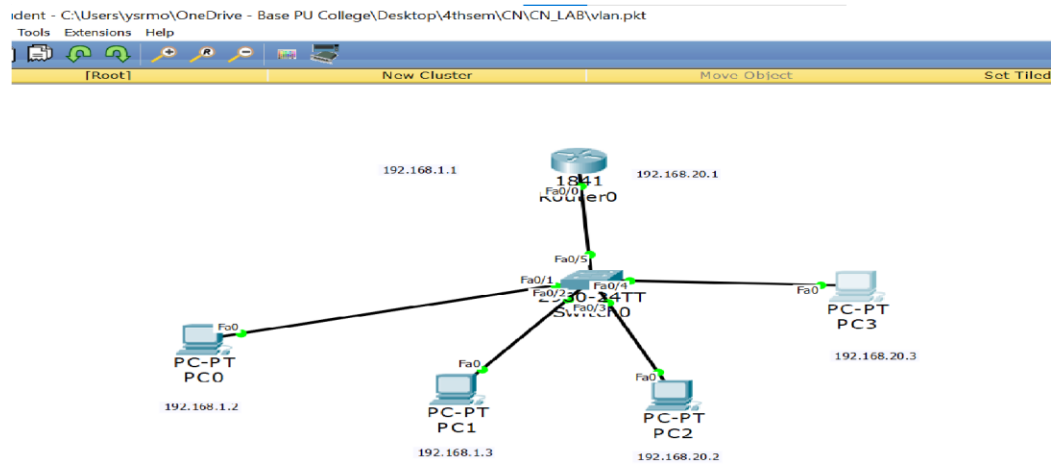 udent - C:\Users\ysrmo\OneDrive - Base PU College\Desktop\4thsem\CN\CN_LAB\vlan.pkt
Tools Extensions Help
[Root] New Cluster Move Object Set Tiled
192.168.1.1
1841
Fa0/0
Router0
192.168.20.1
Fa0/5
Fa0/1
Fa0/2
Fa0/4
Fa0/3
2950-24TT
Switch0
Fa0
PC-PT
PC0
192.168.1.2
Fa0
PC-PT
PC1
192.168.1.3
Fa0
PC-PT
PC2
192.168.20.2
Fa0
PC-PT
PC3
192.168.20.3